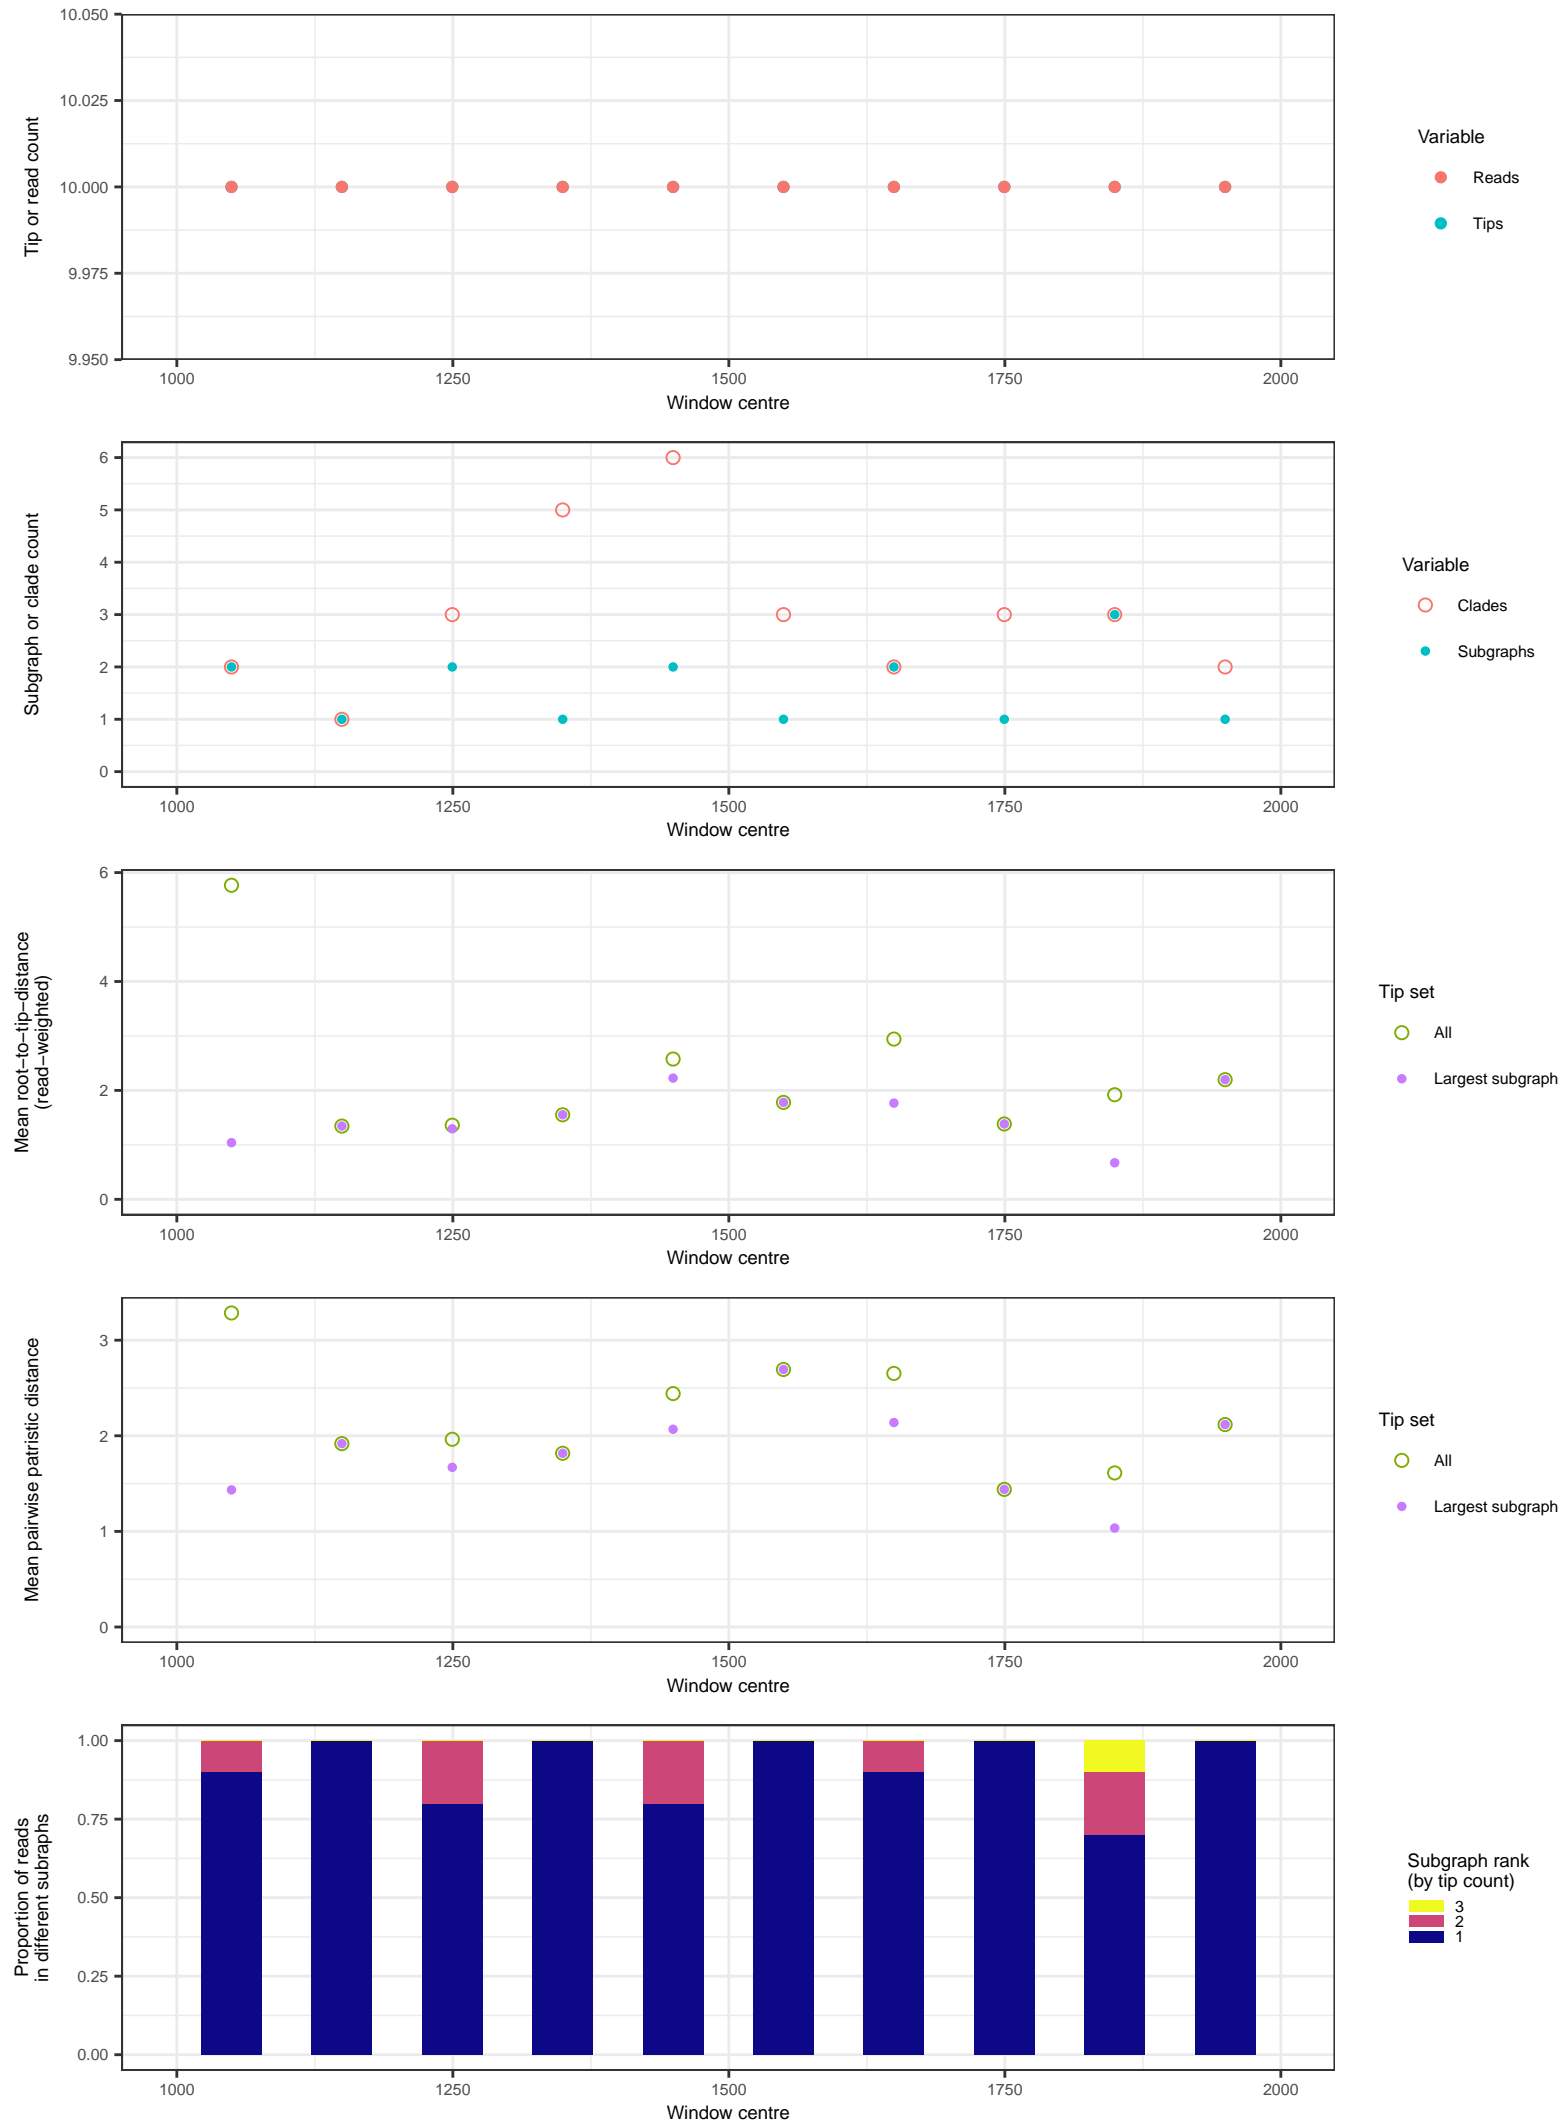 Tip or read count
10.050
10.025
10.000
9.975
9.950
1000 1250 1500 1750 2000
Window centre
Variable
Reads
Tips
Subgraph or clade count
6
5
4
3
2
1
0
1000 1250 1500 1750 2000
Window centre
Variable
Clades
Subgraphs
Mean root−to−tip−distance
(read−weighted)
6
4
2
0
1000 1250 1500 1750 2000
Window centre
Tip set
All
Largest subgraph
Mean pairwise patristic distance
3
2
1
0
1000 1250 1500 1750 2000
Window centre
Tip set
All
Largest subgraph
Proportion of reads
in different subraphs
1.00
0.75
0.50
0.25
0.00
1000 1250 1500 1750 2000
Window centre
Subgraph rank
(by tip count)
3
2
1